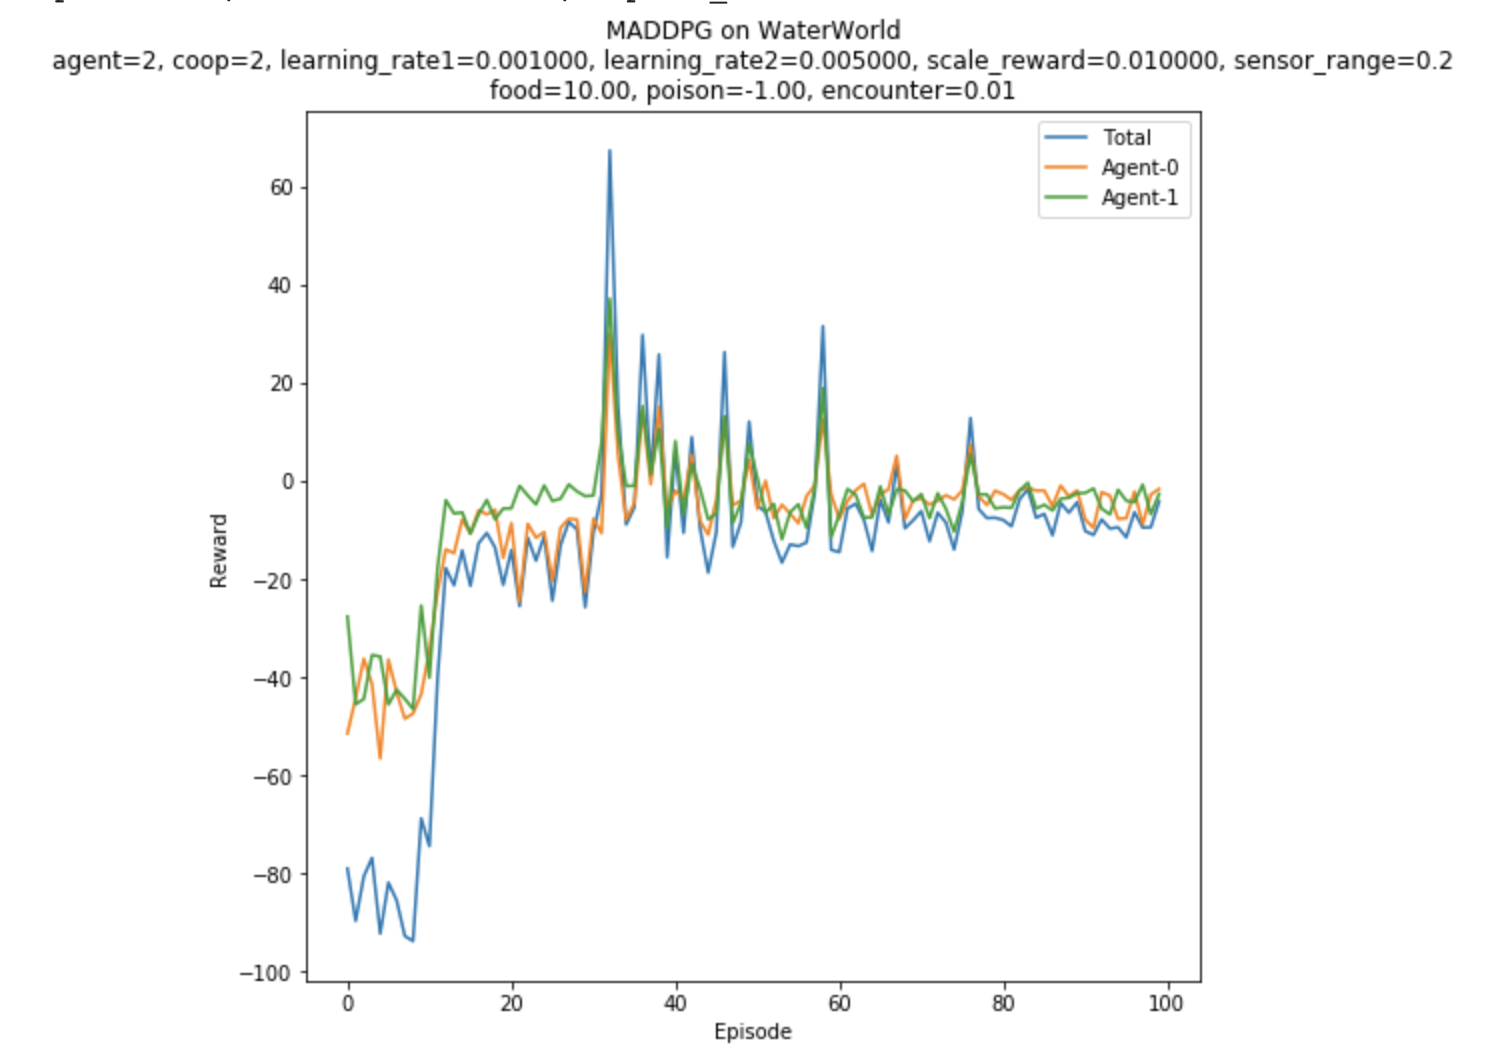 MADDPG on WaterWorld
agent=2, coop=2, learning_rate1=0.001000, learning_rate2=0.005000, scale_reward=0.010000, sensor_range=0.2
food=10.00, poison=-1.00, encounter=0.01
Total
Agent-0
Agent-1
60
40
20
0
−20
−40
−60
−80
−100
Reward
0 20 40 60 80 100
Episode